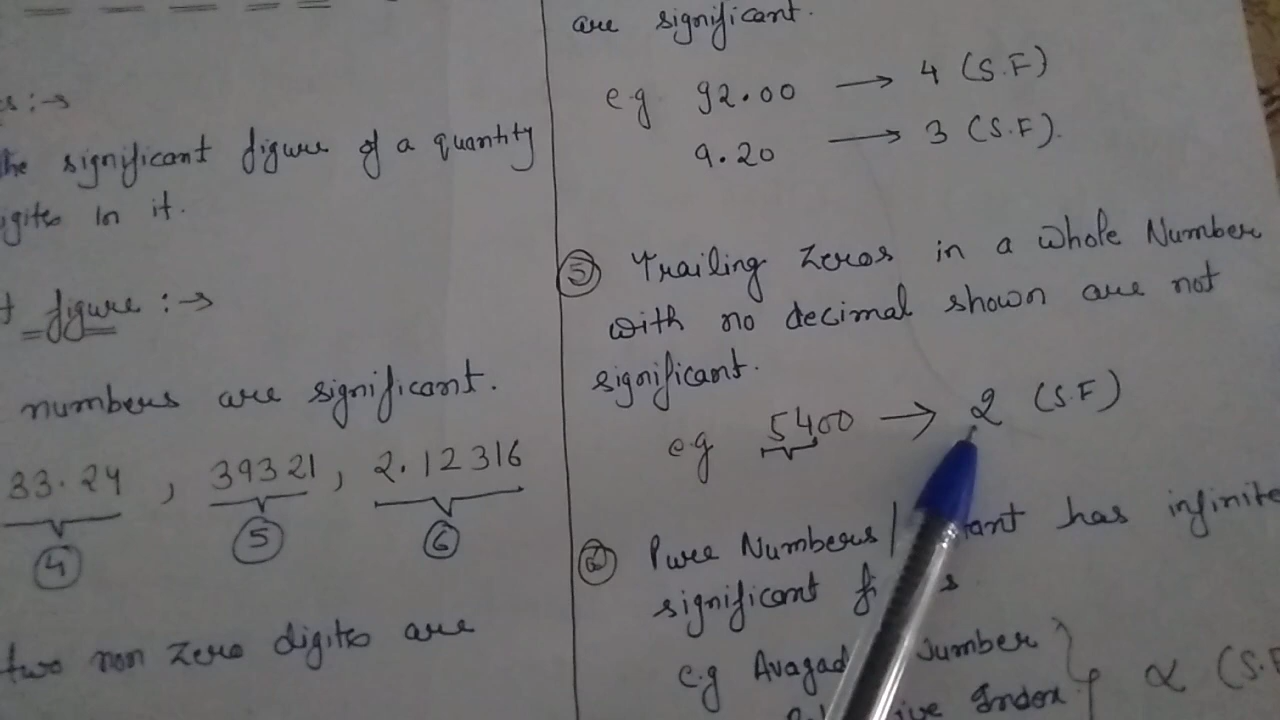 he significant figure of a quantity
igits in it.
figure :→
numbers are significant.
33.24 , 39321 , 2.12316
4 5 6
two non zero digits are
are significant.
e.g 92.00 → 4 (S.F)
9.20 → 3 (S.F).
5 Trailing zeros in a whole Number
with no decimal shown are not
significant.
e.g 5400 → 2 (S.F)
6 Pure Numbers/ tant has infinite
significant f s
e.g Avagad Number
Index } ∝ (S.F